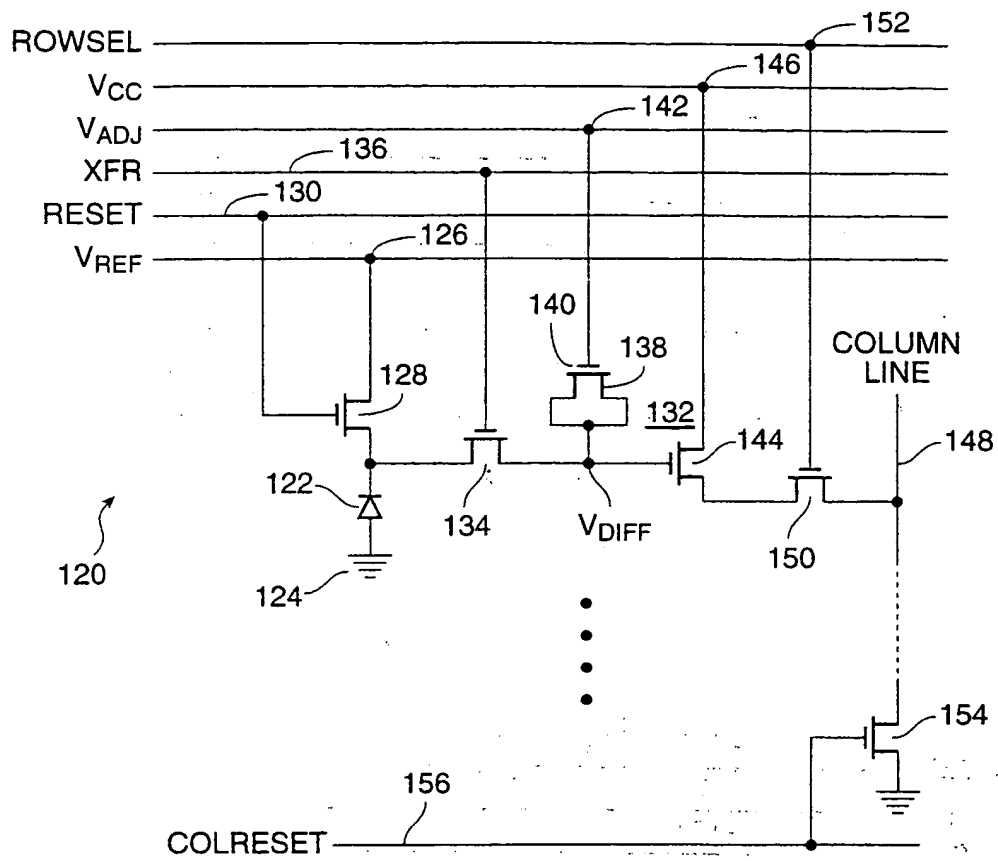 ROWSEL
152
VCC
146
VADJ
142
XFR
136
RESET
130
VREF
126
140
138
COLUMN
LINE
128
132
144
148
122
134
VDIFF
150
120
124
154
156
COLRESET